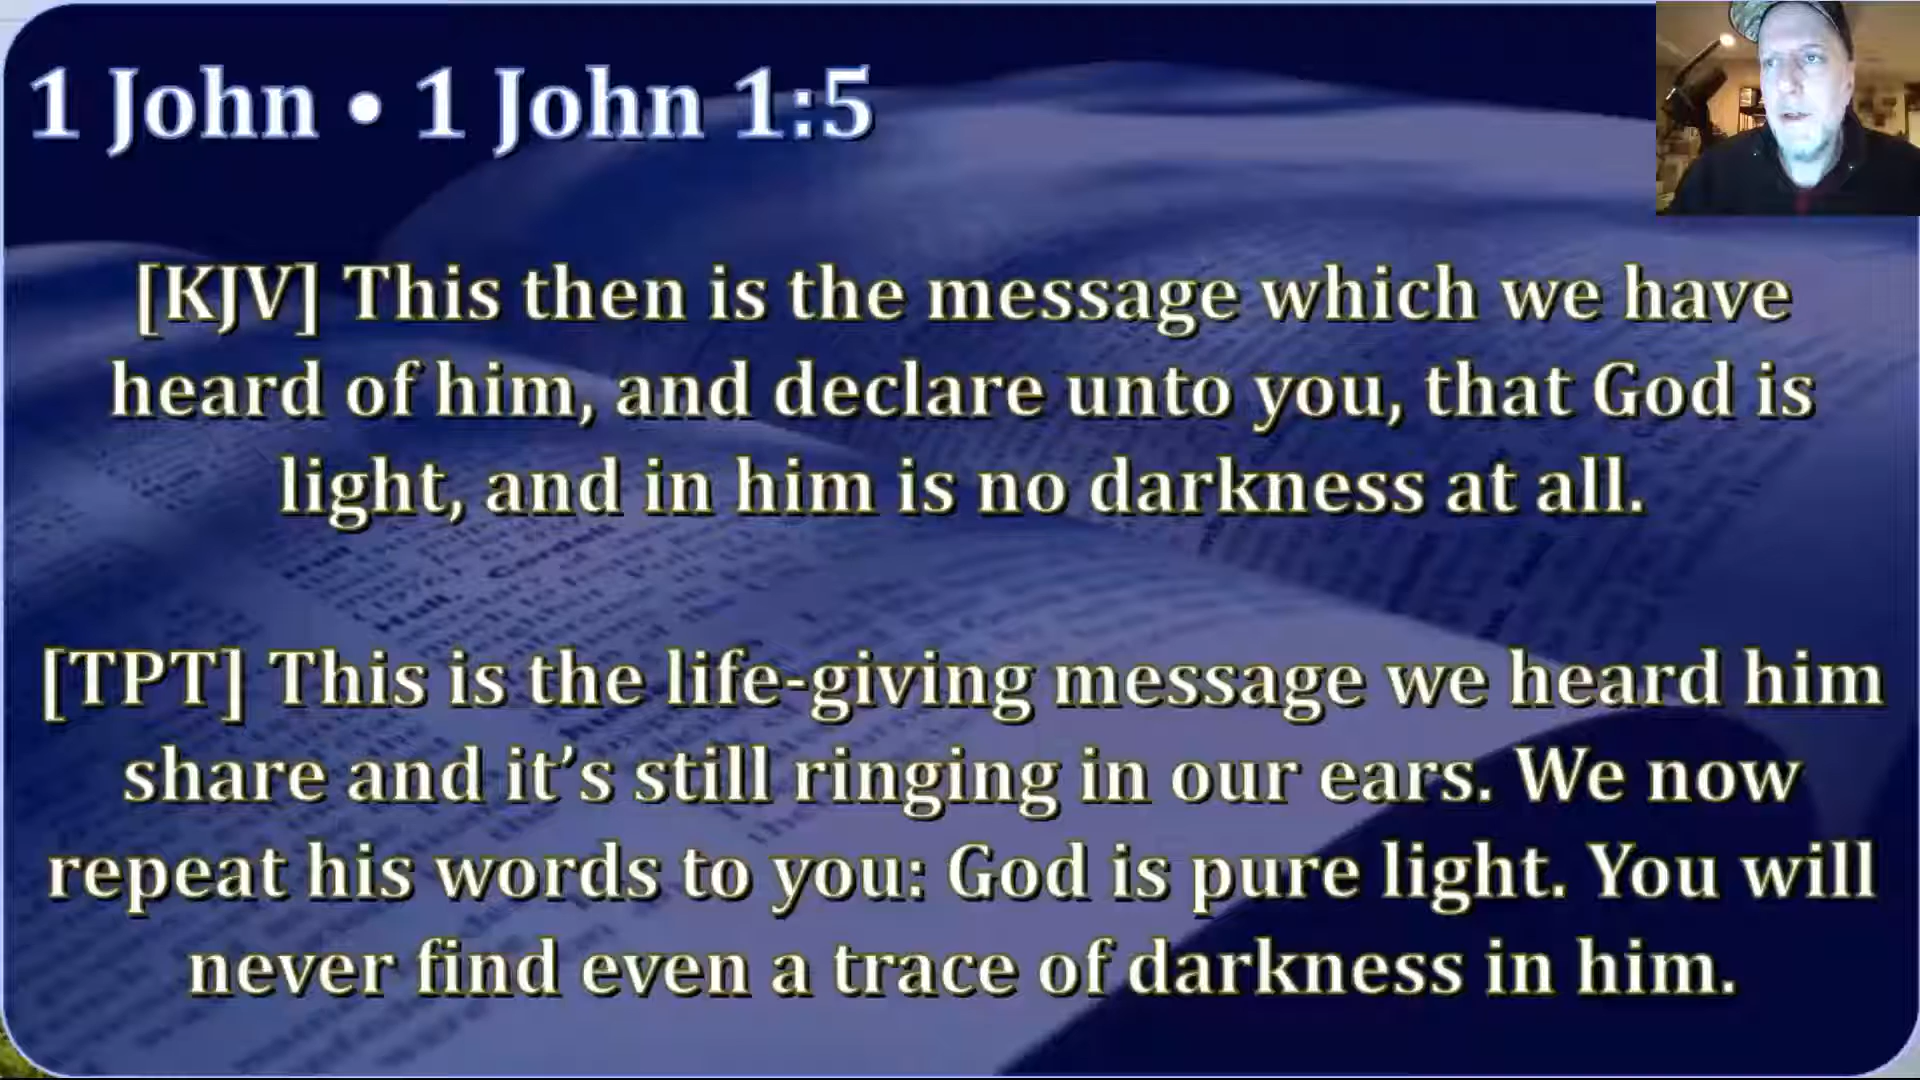 1 John • 1 John 1:5
[KJV] This then is the message which we have
heard of him, and declare unto you, that God is
light, and in him is no darkness at all.
[TPT] This is the life-giving message we heard him
share and it’s still ringing in our ears. We now
repeat his words to you: God is pure light. You will
never find even a trace of darkness in him.